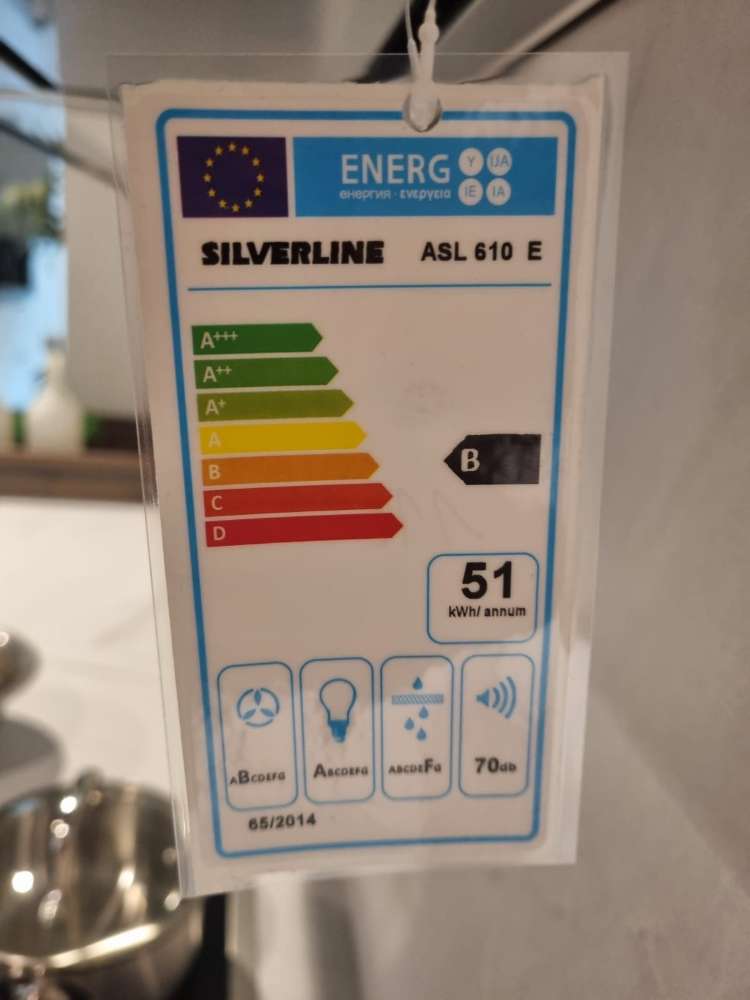 ENERG Y IJA IE IA
енергия · ενεργεια
SILVERLINE ASL 610 E
A+++
A++
A+
A
B
B
C
D
51
kWh/ annum
ABCDEFG
ABCDEFG
ABCDEFG
70db
65/2014